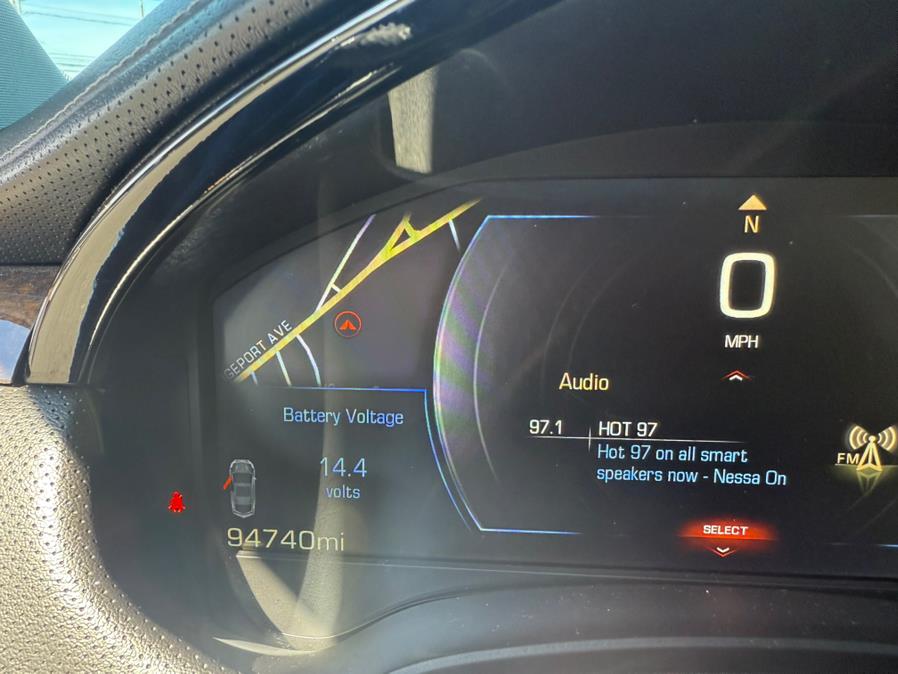 GEPORT AVE
Battery Voltage
14.4
volts
94740mi
N
0
MPH
Audio
97.1 HOT 97
Hot 97 on all smart
speakers now - Nessa On
FM
SELECT